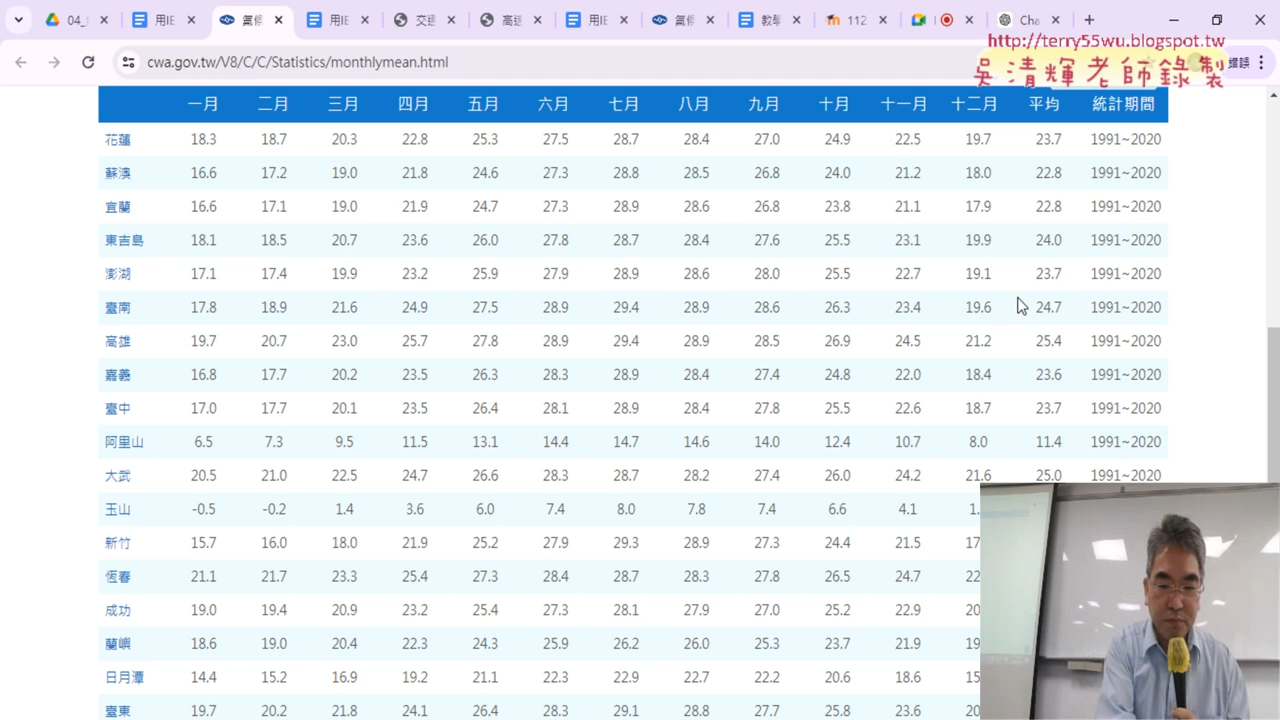 04_
用IE
氣候
用IE
交通
高速
用IE
氣候
教學
112
Cha
http://terry55wu.blogspot.tw
cwa.gov.tw/V8/C/C/Statistics/monthlymean.html
吳清輝老師錄製
一月 二月 三月 四月 五月 六月 七月 八月 九月 十月 十一月 十二月 平均 統計期間
花蓮 18.3 18.7 20.3 22.8 25.3 27.5 28.7 28.4 27.0 24.9 22.5 19.7 23.7 1991~2020
蘇澳 16.6 17.2 19.0 21.8 24.6 27.3 28.8 28.5 26.8 24.0 21.2 18.0 22.8 1991~2020
宜蘭 16.6 17.1 19.0 21.9 24.7 27.3 28.9 28.6 26.8 23.8 21.1 17.9 22.8 1991~2020
東吉島 18.1 18.5 20.7 23.6 26.0 27.8 28.7 28.4 27.6 25.5 23.1 19.9 24.0 1991~2020
澎湖 17.1 17.4 19.9 23.2 25.9 27.9 28.9 28.6 28.0 25.5 22.7 19.1 23.7 1991~2020
臺南 17.8 18.9 21.6 24.9 27.5 28.9 29.4 28.9 28.6 26.3 23.4 19.6 24.7 1991~2020
高雄 19.7 20.7 23.0 25.7 27.8 28.9 29.4 28.9 28.5 26.9 24.5 21.2 25.4 1991~2020
嘉義 16.8 17.7 20.2 23.5 26.3 28.3 28.9 28.4 27.4 24.8 22.0 18.4 23.6 1991~2020
臺中 17.0 17.7 20.1 23.5 26.4 28.1 28.9 28.4 27.8 25.5 22.6 18.7 23.7 1991~2020
阿里山 6.5 7.3 9.5 11.5 13.1 14.4 14.7 14.6 14.0 12.4 10.7 8.0 11.4 1991~2020
大武 20.5 21.0 22.5 24.7 26.6 28.3 28.7 28.2 27.4 26.0 24.2 21.6 25.0 1991~2020
玉山 -0.5 -0.2 1.4 3.6 6.0 7.4 8.0 7.8 7.4 6.6 4.1 1.
新竹 15.7 16.0 18.0 21.9 25.2 27.9 29.3 28.9 27.3 24.4 21.5 17
恆春 21.1 21.7 23.3 25.4 27.3 28.4 28.7 28.3 27.8 26.5 24.7 22
成功 19.0 19.4 20.9 23.2 25.4 27.3 28.1 27.9 27.0 25.2 22.9 20
蘭嶼 18.6 19.0 20.4 22.3 24.3 25.9 26.2 26.0 25.3 23.7 21.9 19
日月潭 14.4 15.2 16.9 19.2 21.1 22.3 22.9 22.7 22.2 20.6 18.6 15
臺東 19.7 20.2 21.8 24.1 26.4 28.3 29.1 28.8 27.7 25.8 23.6 20